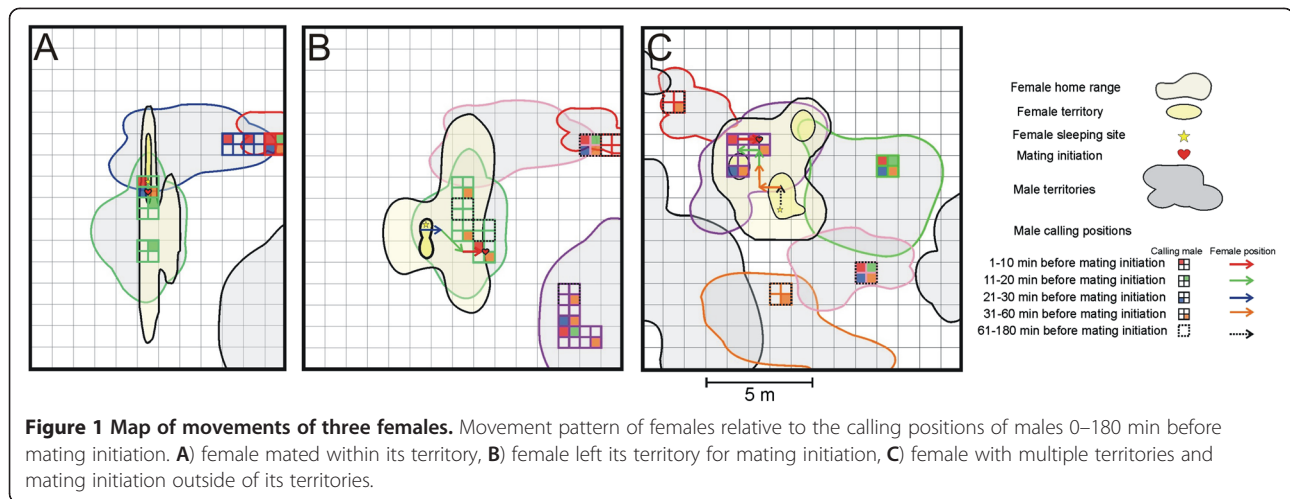 A
B
C
Female home range
Female territory
Female sleeping site
Mating initiation
Male territories
Male calling positions
Calling male Female position
1-10 min before mating initiation
11-20 min before mating initiation
21-30 min before mating initiation
31-60 min before mating initiation
61-180 min before mating initiation
5 m
Figure 1 Map of movements of three females. Movement pattern of females relative to the calling positions of males 0–180 min before
mating initiation. A) female mated within its territory, B) female left its territory for mating initiation, C) female with multiple territories and
mating initiation outside of its territories.